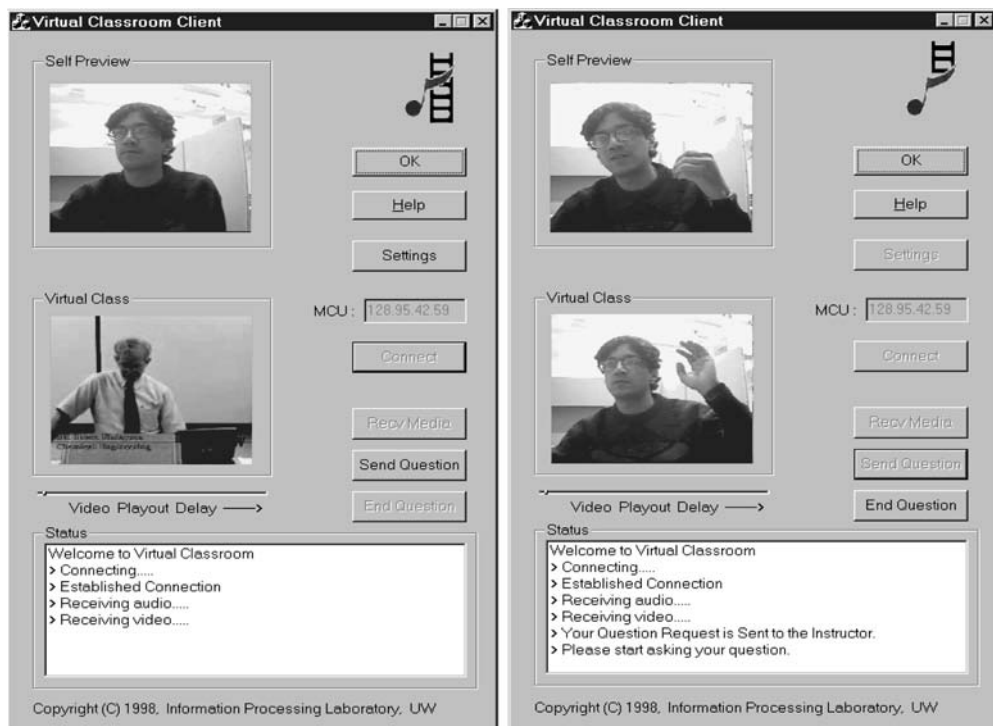 Virtual Classroom Client
Self Preview
OK
Help
Settings
Virtual Class
MCU : 128.95.42.59
Connect
Chemical Engineering
Recv Media
Send Question
Video Playout Delay
End Question
Status
Welcome to Virtual Classroom
> Connecting.....
> Established Connection
> Receiving audio.....
> Receiving video.....
Copyright (C) 1998, Information Processing Laboratory, UW
Virtual Classroom Client
Self Preview
OK
Help
Settings
Virtual Class
MCU : 128.95.42.59
Connect
Recv Media
Send Question
Video Playout Delay
End Question
Status
Welcome to Virtual Classroom
> Connecting.....
> Established Connection
> Receiving audio.....
> Receiving video.....
> Your Question Request is Sent to the Instructor.
> Please start asking your question.
Copyright (C) 1998, Information Processing Laboratory, UW